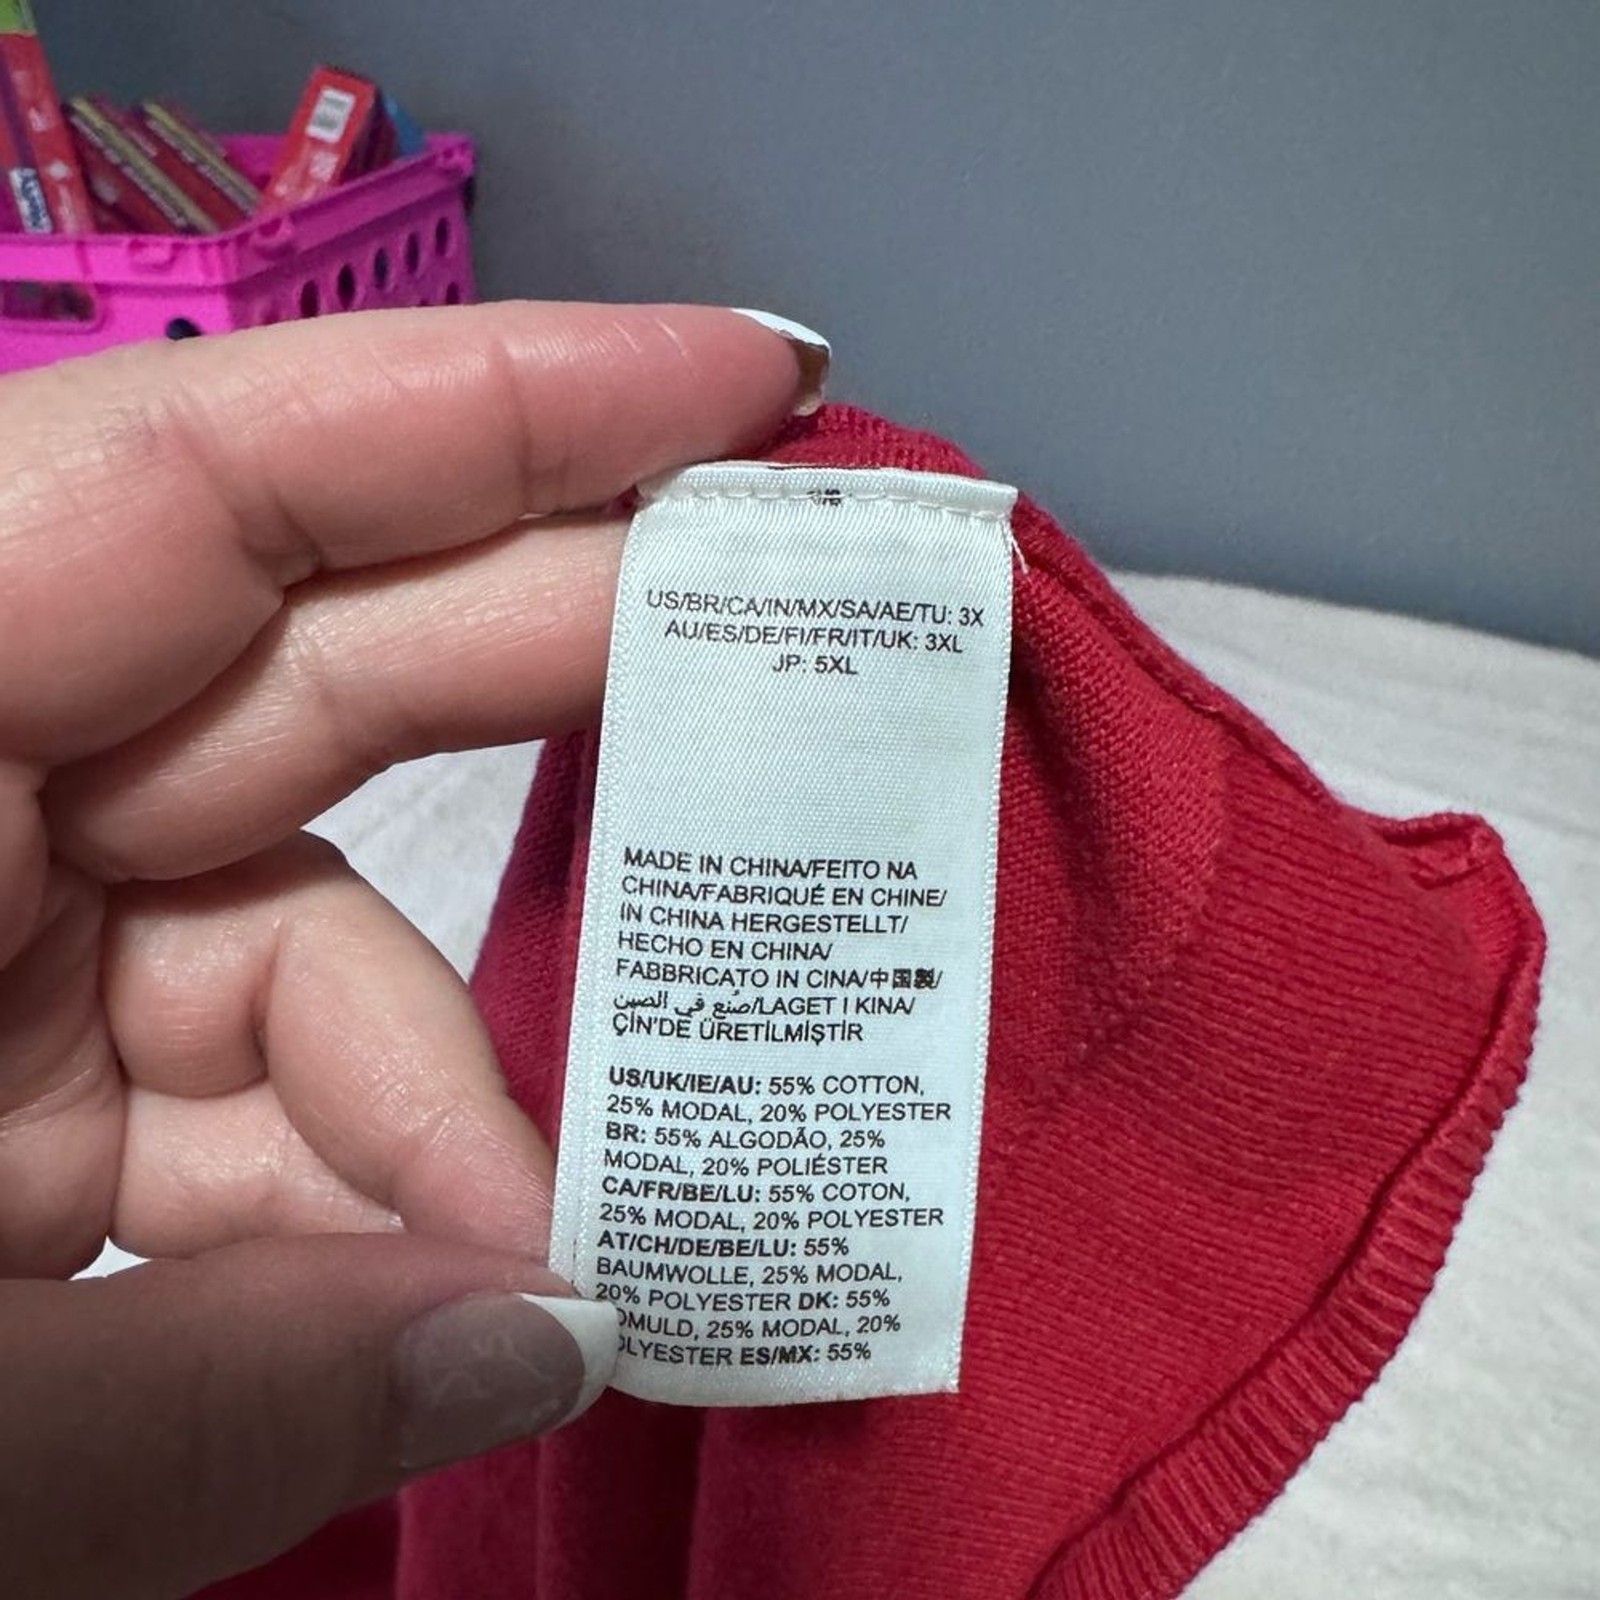 US/BR/CA/IN/MX/SA/AE/TU: 3X
AU/ES/DE/FI/FR/IT/UK: 3XL
JP: 5XL
MADE IN CHINA/FEITO NA
CHINA/FABRIQUÉ EN CHINE/
IN CHINA HERGESTELLT/
HECHO EN CHINA/
FABBRICATO IN CINA/中国製/
صُنع في الصين/LAGET I KINA/
ÇİN'DE ÜRETİLMİŞTİR
US/UK/IE/AU: 55% COTTON,
25% MODAL, 20% POLYESTER
BR: 55% ALGODÃO, 25%
MODAL, 20% POLIÉSTER
CA/FR/BE/LU: 55% COTON,
25% MODAL, 20% POLYESTER
AT/CH/DE/BE/LU: 55%
BAUMWOLLE, 25% MODAL,
20% POLYESTER DK: 55%
OMULD, 25% MODAL, 20%
OLYESTER ES/MX: 55%